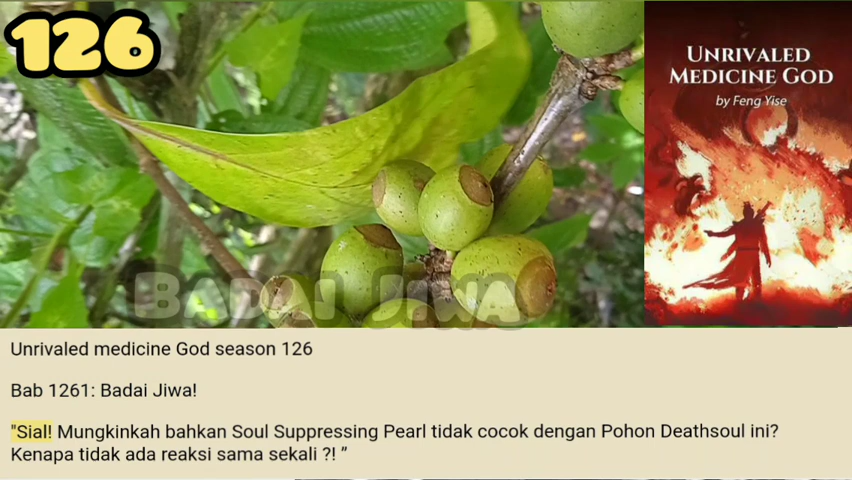 126
UNRIVALED
MEDICINE GOD
by Feng Yise
BADAI JIWA
Unrivaled medicine God season 126
Bab 1261: Badai Jiwa!
"Sial! Mungkinkah bahkan Soul Suppressing Pearl tidak cocok dengan Pohon Deathsoul ini?
Kenapa tidak ada reaksi sama sekali ?! ”